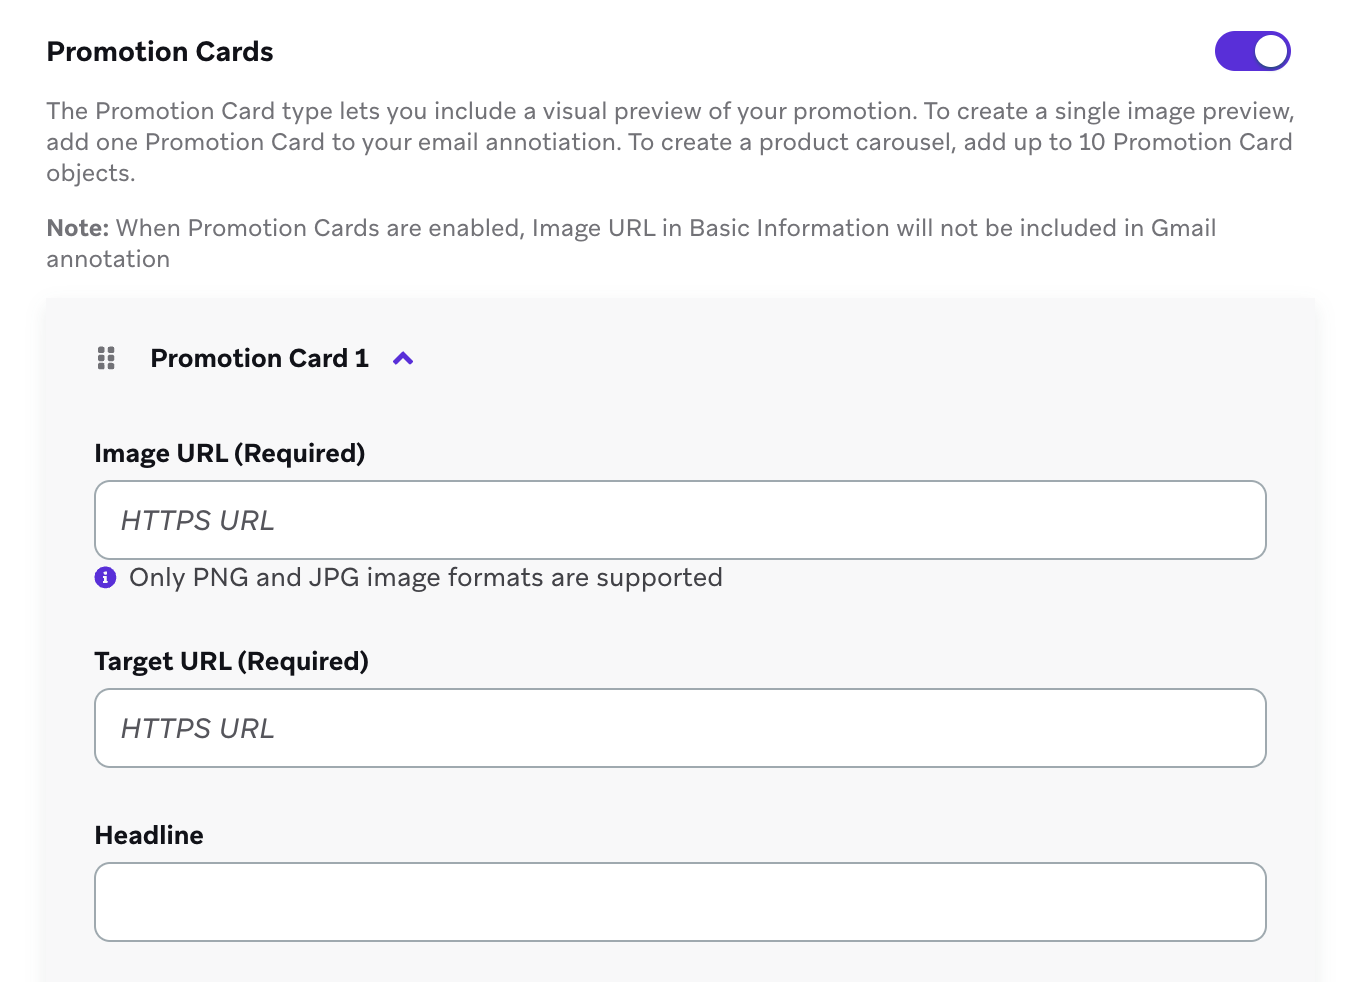 Promotion Cards
The Promotion Card type lets you include a visual preview of your promotion. To create a single image preview,
add one Promotion Card to your email annotiation. To create a product carousel, add up to 10 Promotion Card
objects.
Note: When Promotion Cards are enabled, Image URL in Basic Information will not be included in Gmail
annotation
Promotion Card 1
Image URL (Required)
HTTPS URL
Only PNG and JPG image formats are supported
Target URL (Required)
HTTPS URL
Headline